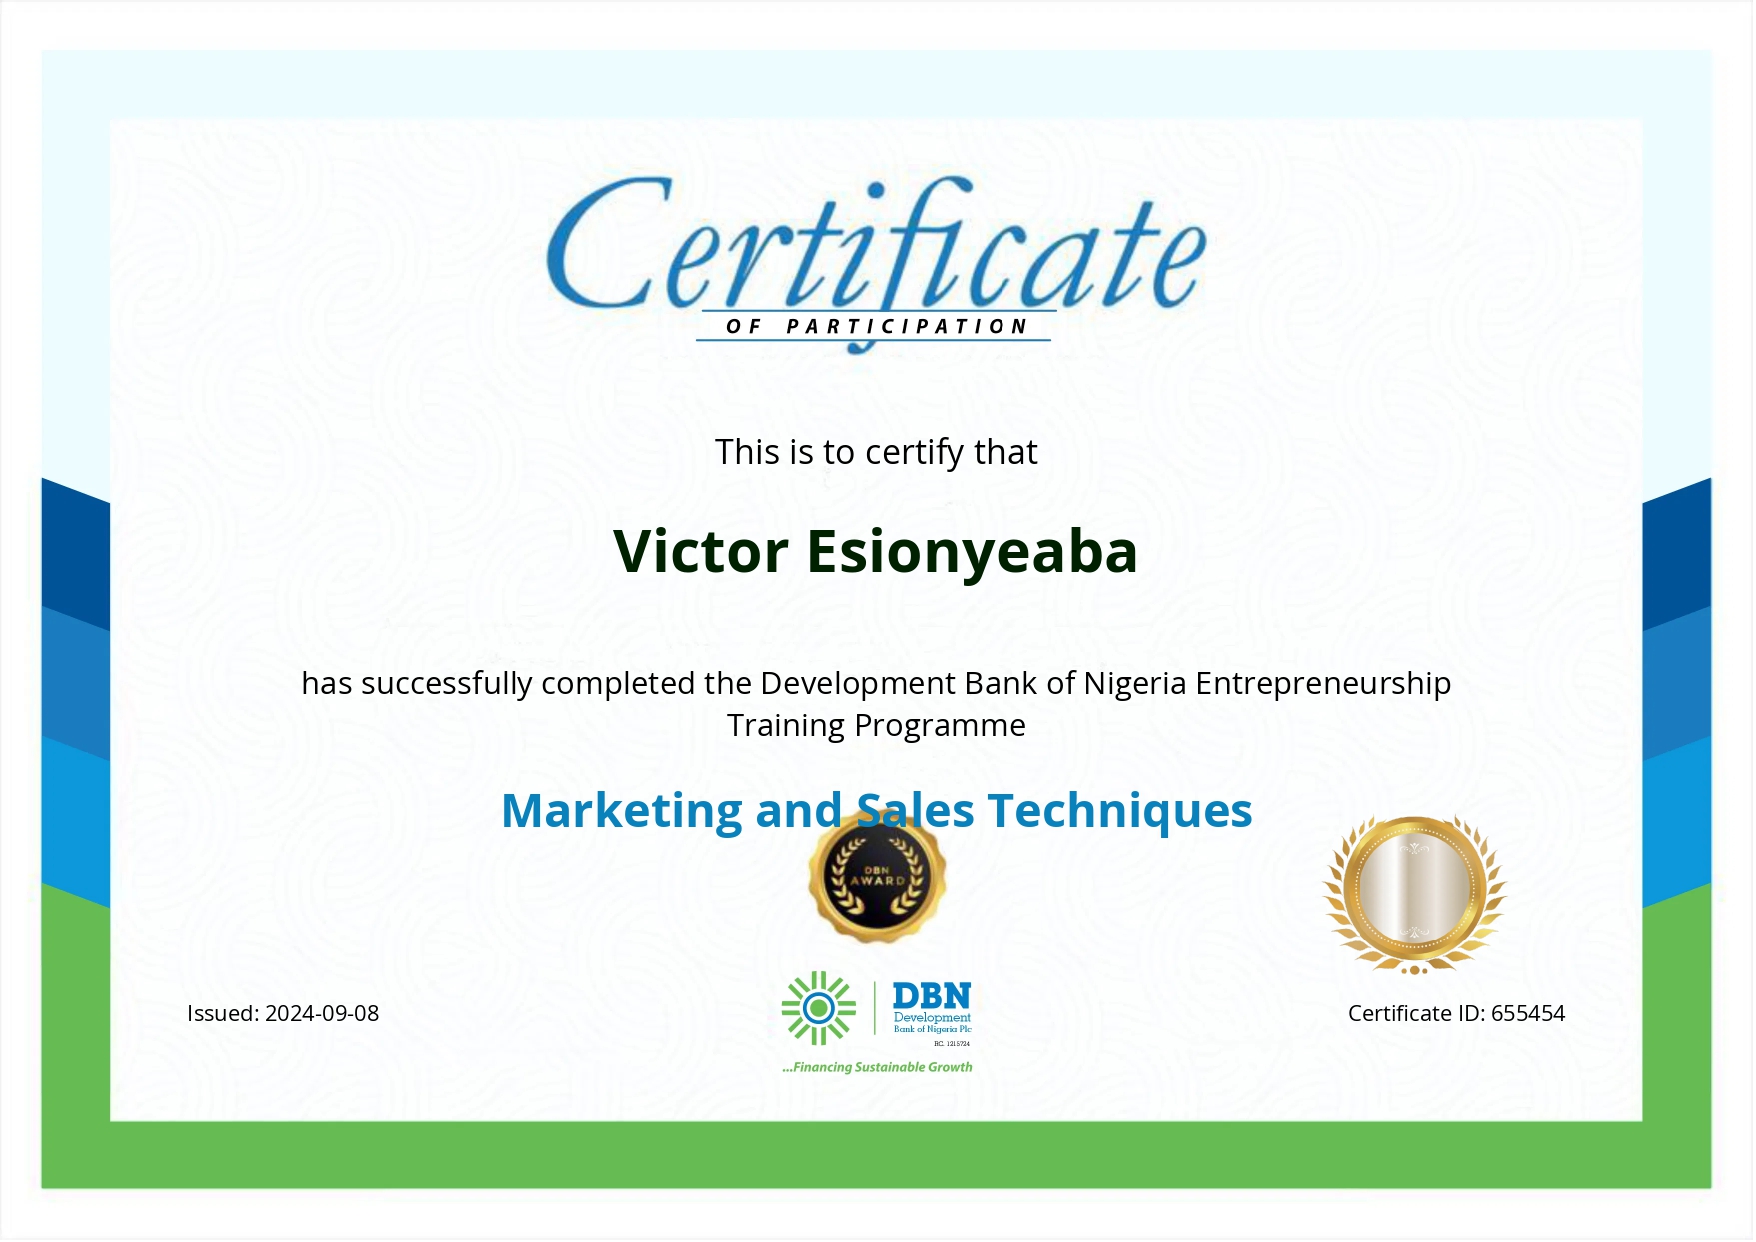 Certificate
OF PARTICIPATION
This is to certify that
Victor Esionyeaba
has successfully completed the Development Bank of Nigeria Entrepreneurship
Training Programme
Marketing and Sales Techniques
DBN
AWARD
DBN
Development
Bank of Nigeria Plc
RC. 1215724
...Financing Sustainable Growth
Issued: 2024-09-08
Certificate ID: 655454